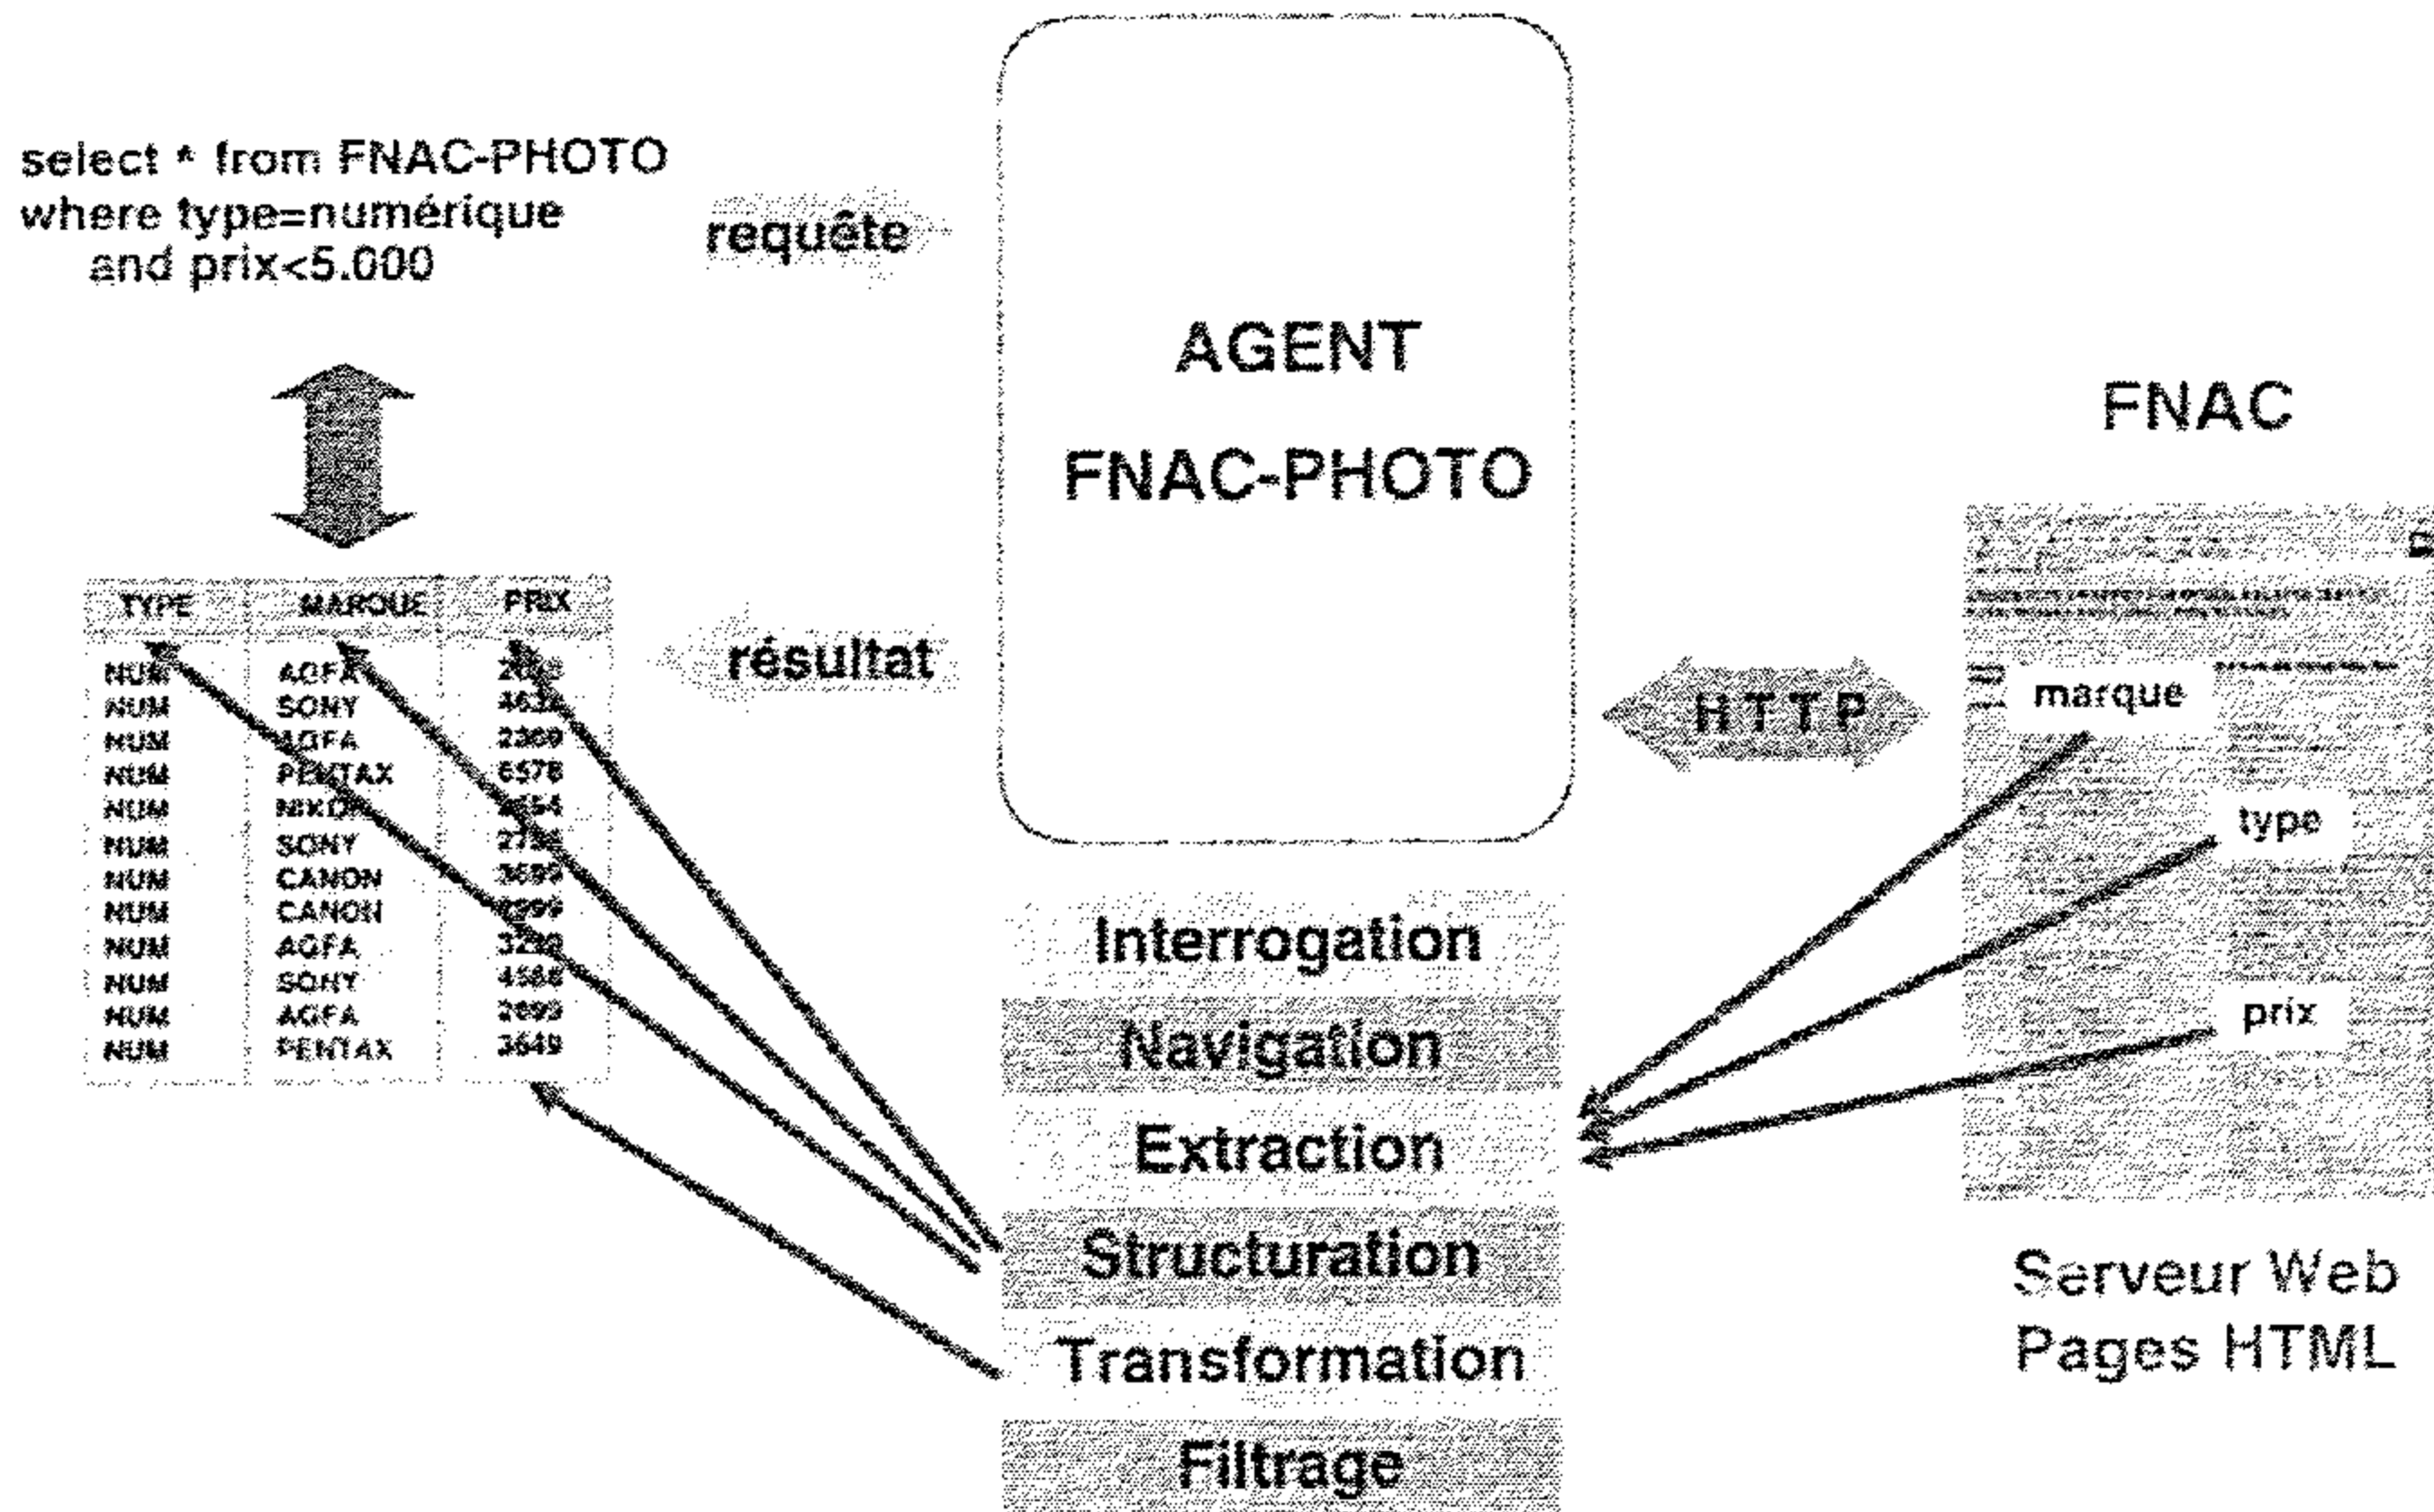 select * from FNAC-PHOTO
where type=numérique
and prix<5.000
requête
AGENT
FNAC-PHOTO
FNAC
TYPE MARQUE PRIX
NUM AGFA
NUM SONY
NUM AGFA 2309
NUM PENTAX 6578
NUM NIKON
NUM SONY
NUM CANON 3699
NUM CANON
NUM AGFA
NUM SONY 4588
NUM AGFA 2699
NUM PENTAX 3649
résultat
HTTP
marque
type
prix
Interrogation
Navigation
Extraction
Structuration
Transformation
Filtrage
Serveur Web
Pages HTML